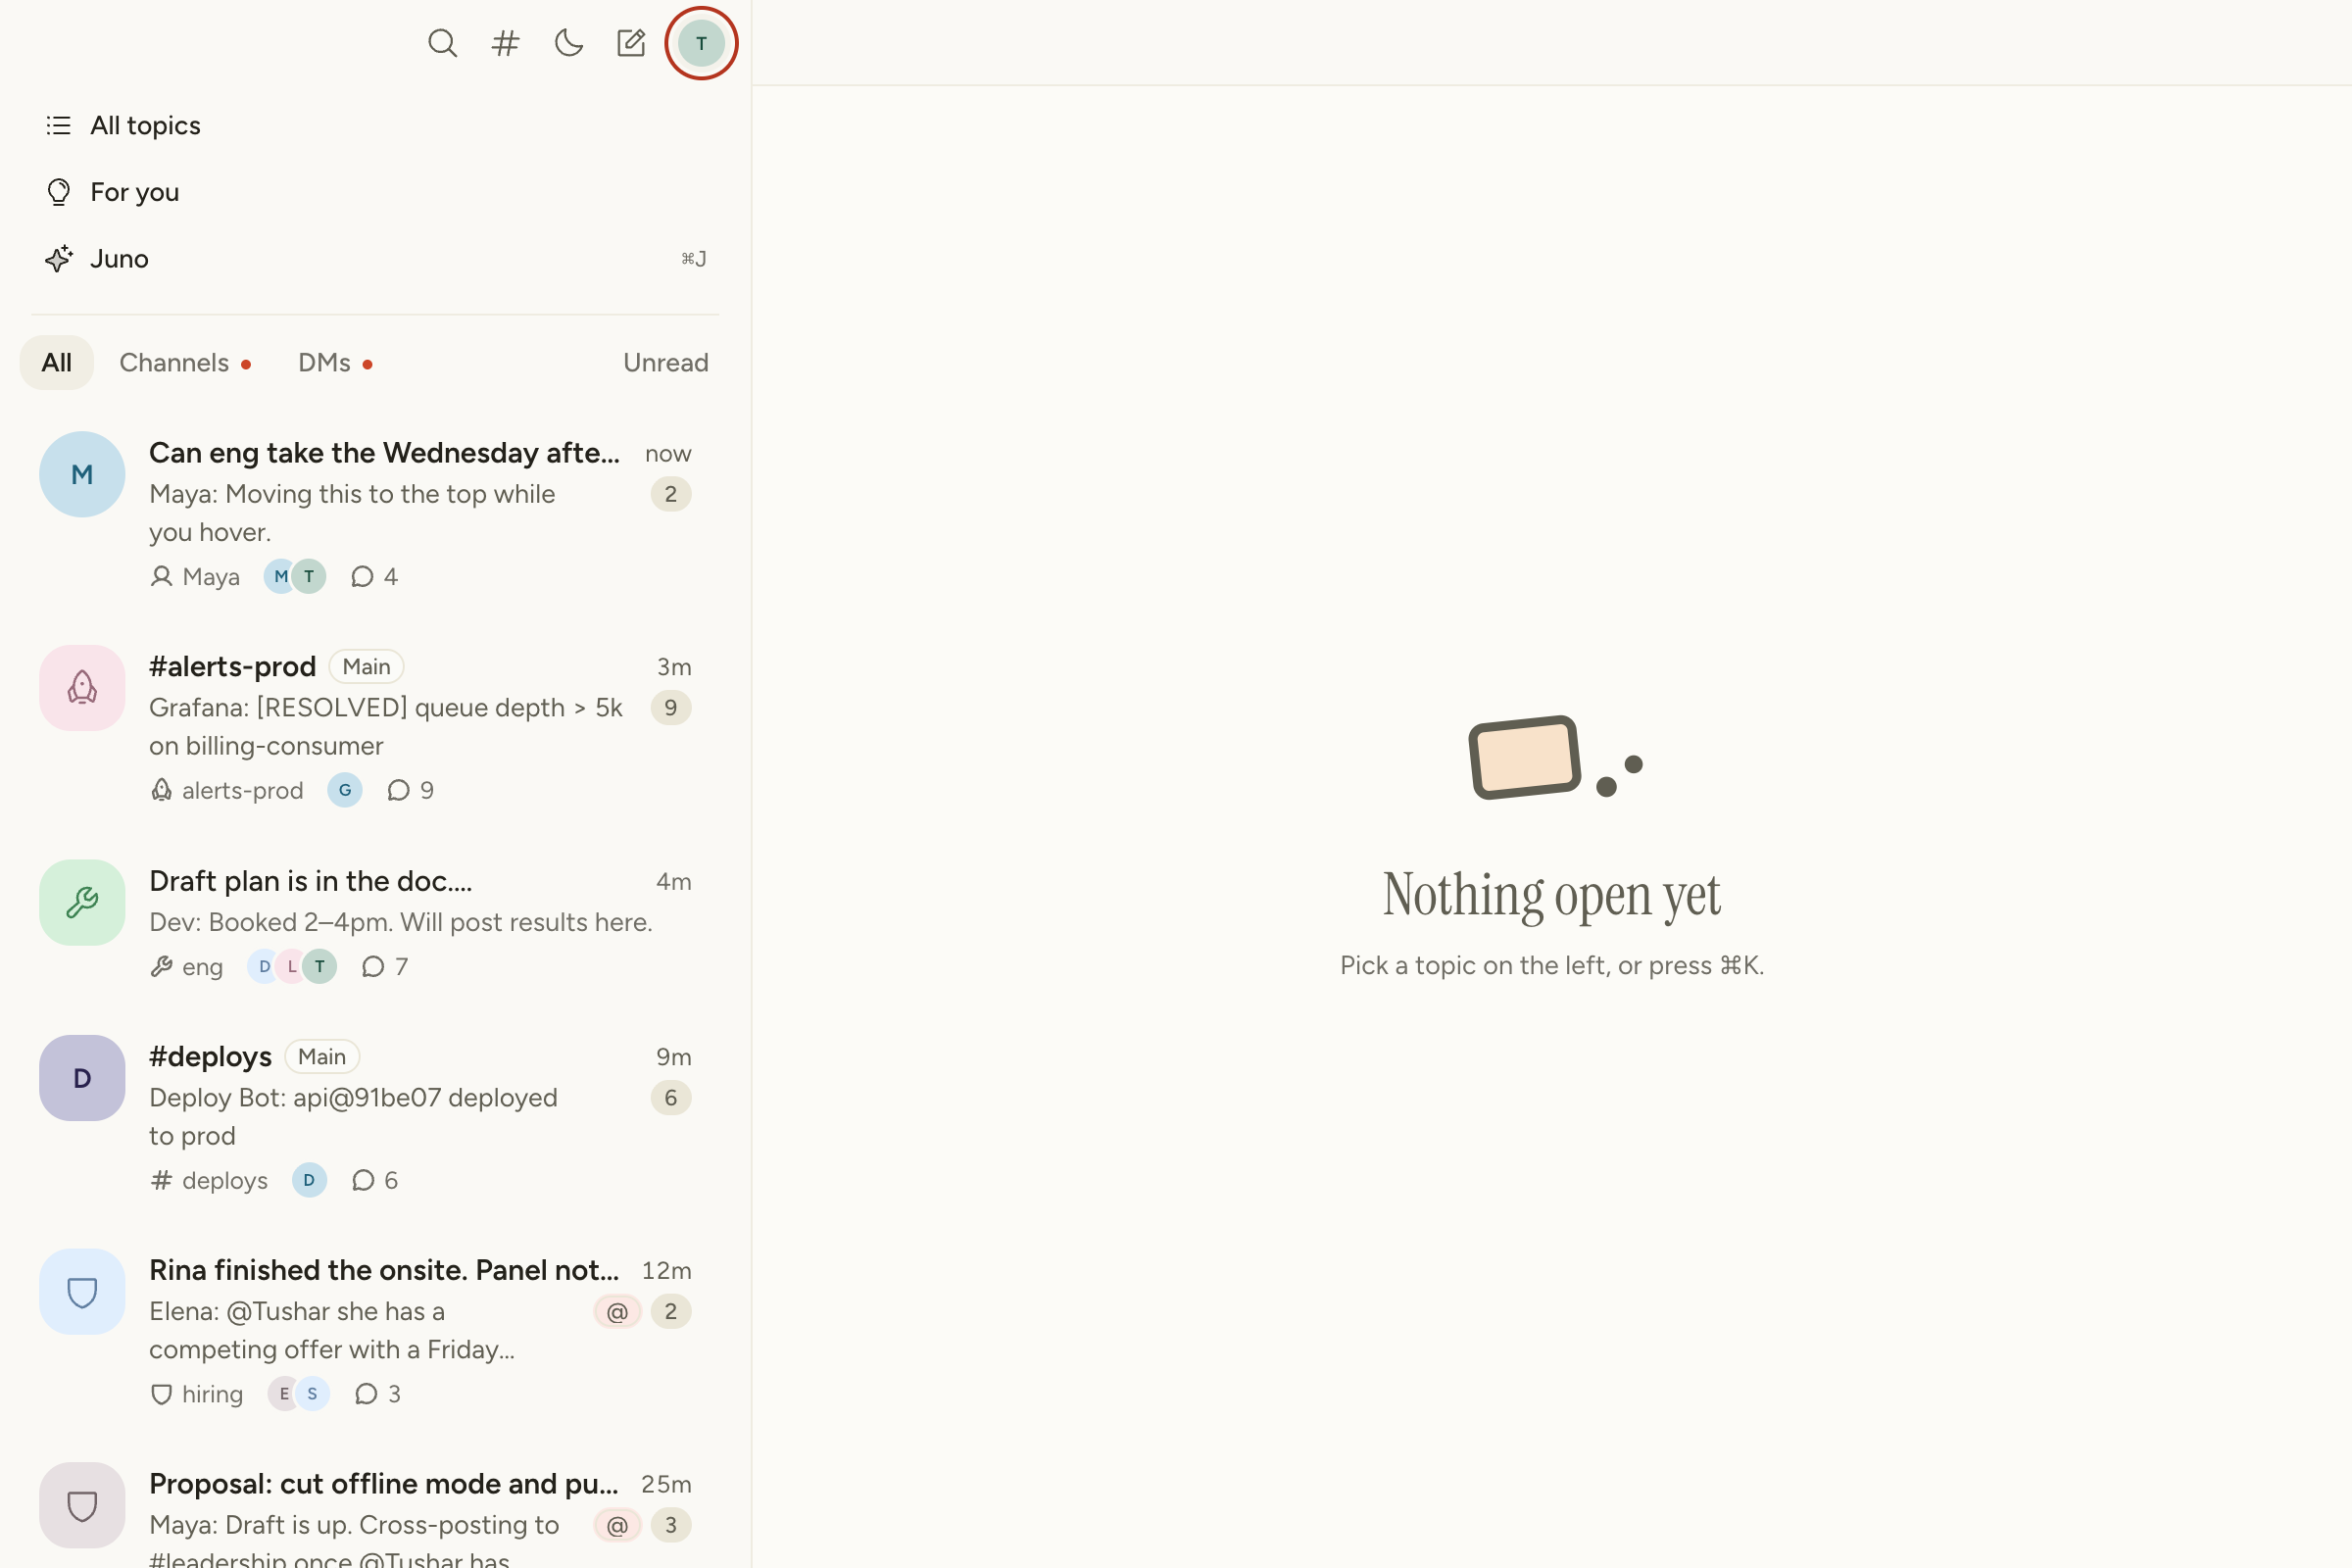 T
All topics
For you
Juno ⌘J
All Channels DMs Unread
M
Can eng take the Wednesday afte... now
Maya: Moving this to the top while 2
you hover.
Maya M T 4
#alerts-prod Main 3m
Grafana: [RESOLVED] queue depth > 5k 9
on billing-consumer
alerts-prod G 9
Draft plan is in the doc.... 4m
Dev: Booked 2–4pm. Will post results here.
eng D L T 7
D
#deploys Main 9m
Deploy Bot: api@91be07 deployed 6
to prod
# deploys D 6
Rina finished the onsite. Panel not... 12m
Elena: @Tushar she has a @ 2
competing offer with a Friday...
hiring E S 3
Proposal: cut offline mode and pu... 25m
Maya: Draft is up. Cross-posting to @ 3
#leadership once @Tushar has
Nothing open yet
Pick a topic on the left, or press ⌘K.